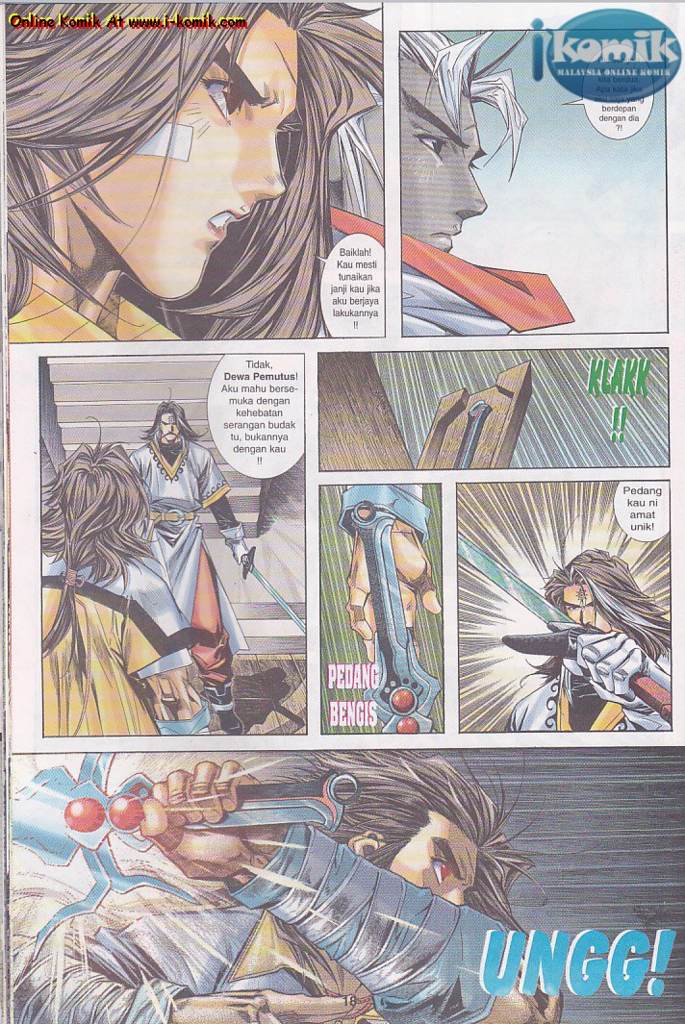 Online Komik At www.i-komik.com
ikomik
MALAYSIA ONLINE KOMIK
Apa kata jika
yang
berdepan
dengan dia
?!
Baiklah!
Kau mesti
tunaikan
janji kau jika
aku berjaya
lakukannya
!!
Tidak,
Dewa Pemutus!
Aku mahu berse-
muka dengan
kehebatan
serangan budak
tu, bukannya
dengan kau
!!
KLAKK
!!
PEDANG
BENGIS
Pedang
kau ni
amat
unik!
UNGG!
18